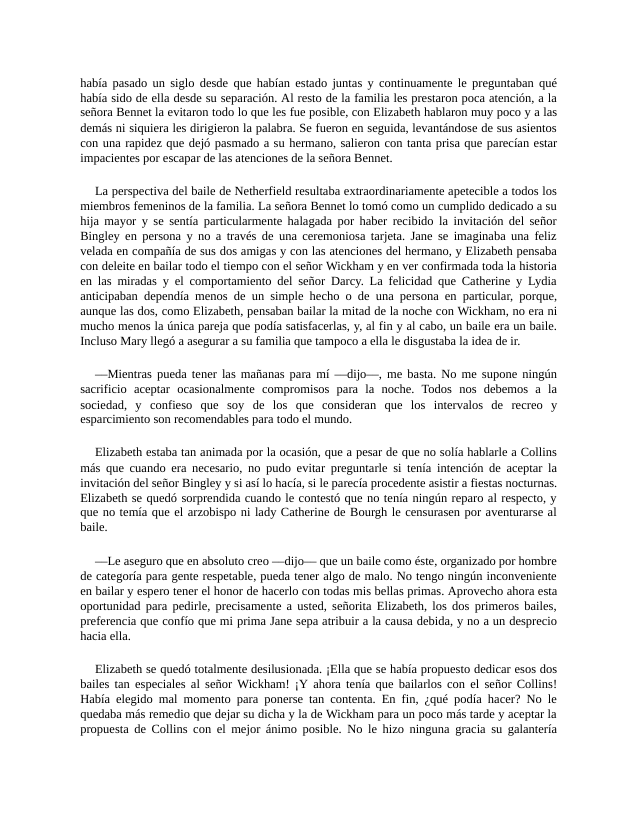 había pasado un siglo desde que habían estado juntas y continuamente le preguntaban qué
había sido de ella desde su separación. Al resto de la familia les prestaron poca atención, a la
señora Bennet la evitaron todo lo que les fue posible, con Elizabeth hablaron muy poco y a las
demás ni siquiera les dirigieron la palabra. Se fueron en seguida, levantándose de sus asientos
con una rapidez que dejó pasmado a su hermano, salieron con tanta prisa que parecían estar
impacientes por escapar de las atenciones de la señora Bennet.
La perspectiva del baile de Netherfield resultaba extraordinariamente apetecible a todos los
miembros femeninos de la familia. La señora Bennet lo tomó como un cumplido dedicado a su
hija mayor y se sentía particularmente halagada por haber recibido la invitación del señor
Bingley en persona y no a través de una ceremoniosa tarjeta. Jane se imaginaba una feliz
velada en compañía de sus dos amigas y con las atenciones del hermano, y Elizabeth pensaba
con deleite en bailar todo el tiempo con el señor Wickham y en ver confirmada toda la historia
en las miradas y el comportamiento del señor Darcy. La felicidad que Catherine y Lydia
anticipaban dependía menos de un simple hecho o de una persona en particular, porque,
aunque las dos, como Elizabeth, pensaban bailar la mitad de la noche con Wickham, no era ni
mucho menos la única pareja que podía satisfacerlas, y, al fin y al cabo, un baile era un baile.
Incluso Mary llegó a asegurar a su familia que tampoco a ella le disgustaba la idea de ir.
—Mientras pueda tener las mañanas para mí —dijo—, me basta. No me supone ningún
sacrificio aceptar ocasionalmente compromisos para la noche. Todos nos debemos a la
sociedad, y confieso que soy de los que consideran que los intervalos de recreo y
esparcimiento son recomendables para todo el mundo.
Elizabeth estaba tan animada por la ocasión, que a pesar de que no solía hablarle a Collins
más que cuando era necesario, no pudo evitar preguntarle si tenía intención de aceptar la
invitación del señor Bingley y si así lo hacía, si le parecía procedente asistir a fiestas nocturnas.
Elizabeth se quedó sorprendida cuando le contestó que no tenía ningún reparo al respecto, y
que no temía que el arzobispo ni lady Catherine de Bourgh le censurasen por aventurarse al
baile.
—Le aseguro que en absoluto creo —dijo— que un baile como éste, organizado por hombre
de categoría para gente respetable, pueda tener algo de malo. No tengo ningún inconveniente
en bailar y espero tener el honor de hacerlo con todas mis bellas primas. Aprovecho ahora esta
oportunidad para pedirle, precisamente a usted, señorita Elizabeth, los dos primeros bailes,
preferencia que confío que mi prima Jane sepa atribuir a la causa debida, y no a un desprecio
hacia ella.
Elizabeth se quedó totalmente desilusionada. ¡Ella que se había propuesto dedicar esos dos
bailes tan especiales al señor Wickham! ¡Y ahora tenía que bailarlos con el señor Collins!
Había elegido mal momento para ponerse tan contenta. En fin, ¿qué podía hacer? No le
quedaba más remedio que dejar su dicha y la de Wickham para un poco más tarde y aceptar la
propuesta de Collins con el mejor ánimo posible. No le hizo ninguna gracia su galantería